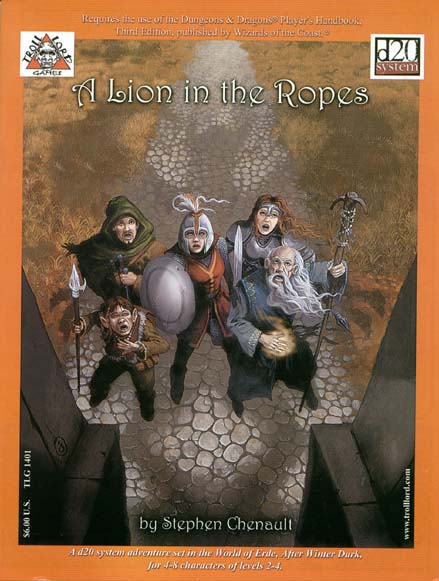 Requires the use of the Dungeons & Dragons® Player's Handbook,
Third Edition, published by Wizards of the Coast.®
TROLL LORD
GAMES
d20
system
A Lion in the Ropes
$6.00 U.S. TLG 1401
www.trolllord.com
by Stephen Chenault
A d20 system adventure set in the World of Erde, After Winter Dark,
for 4-8 characters of levels 2-4.